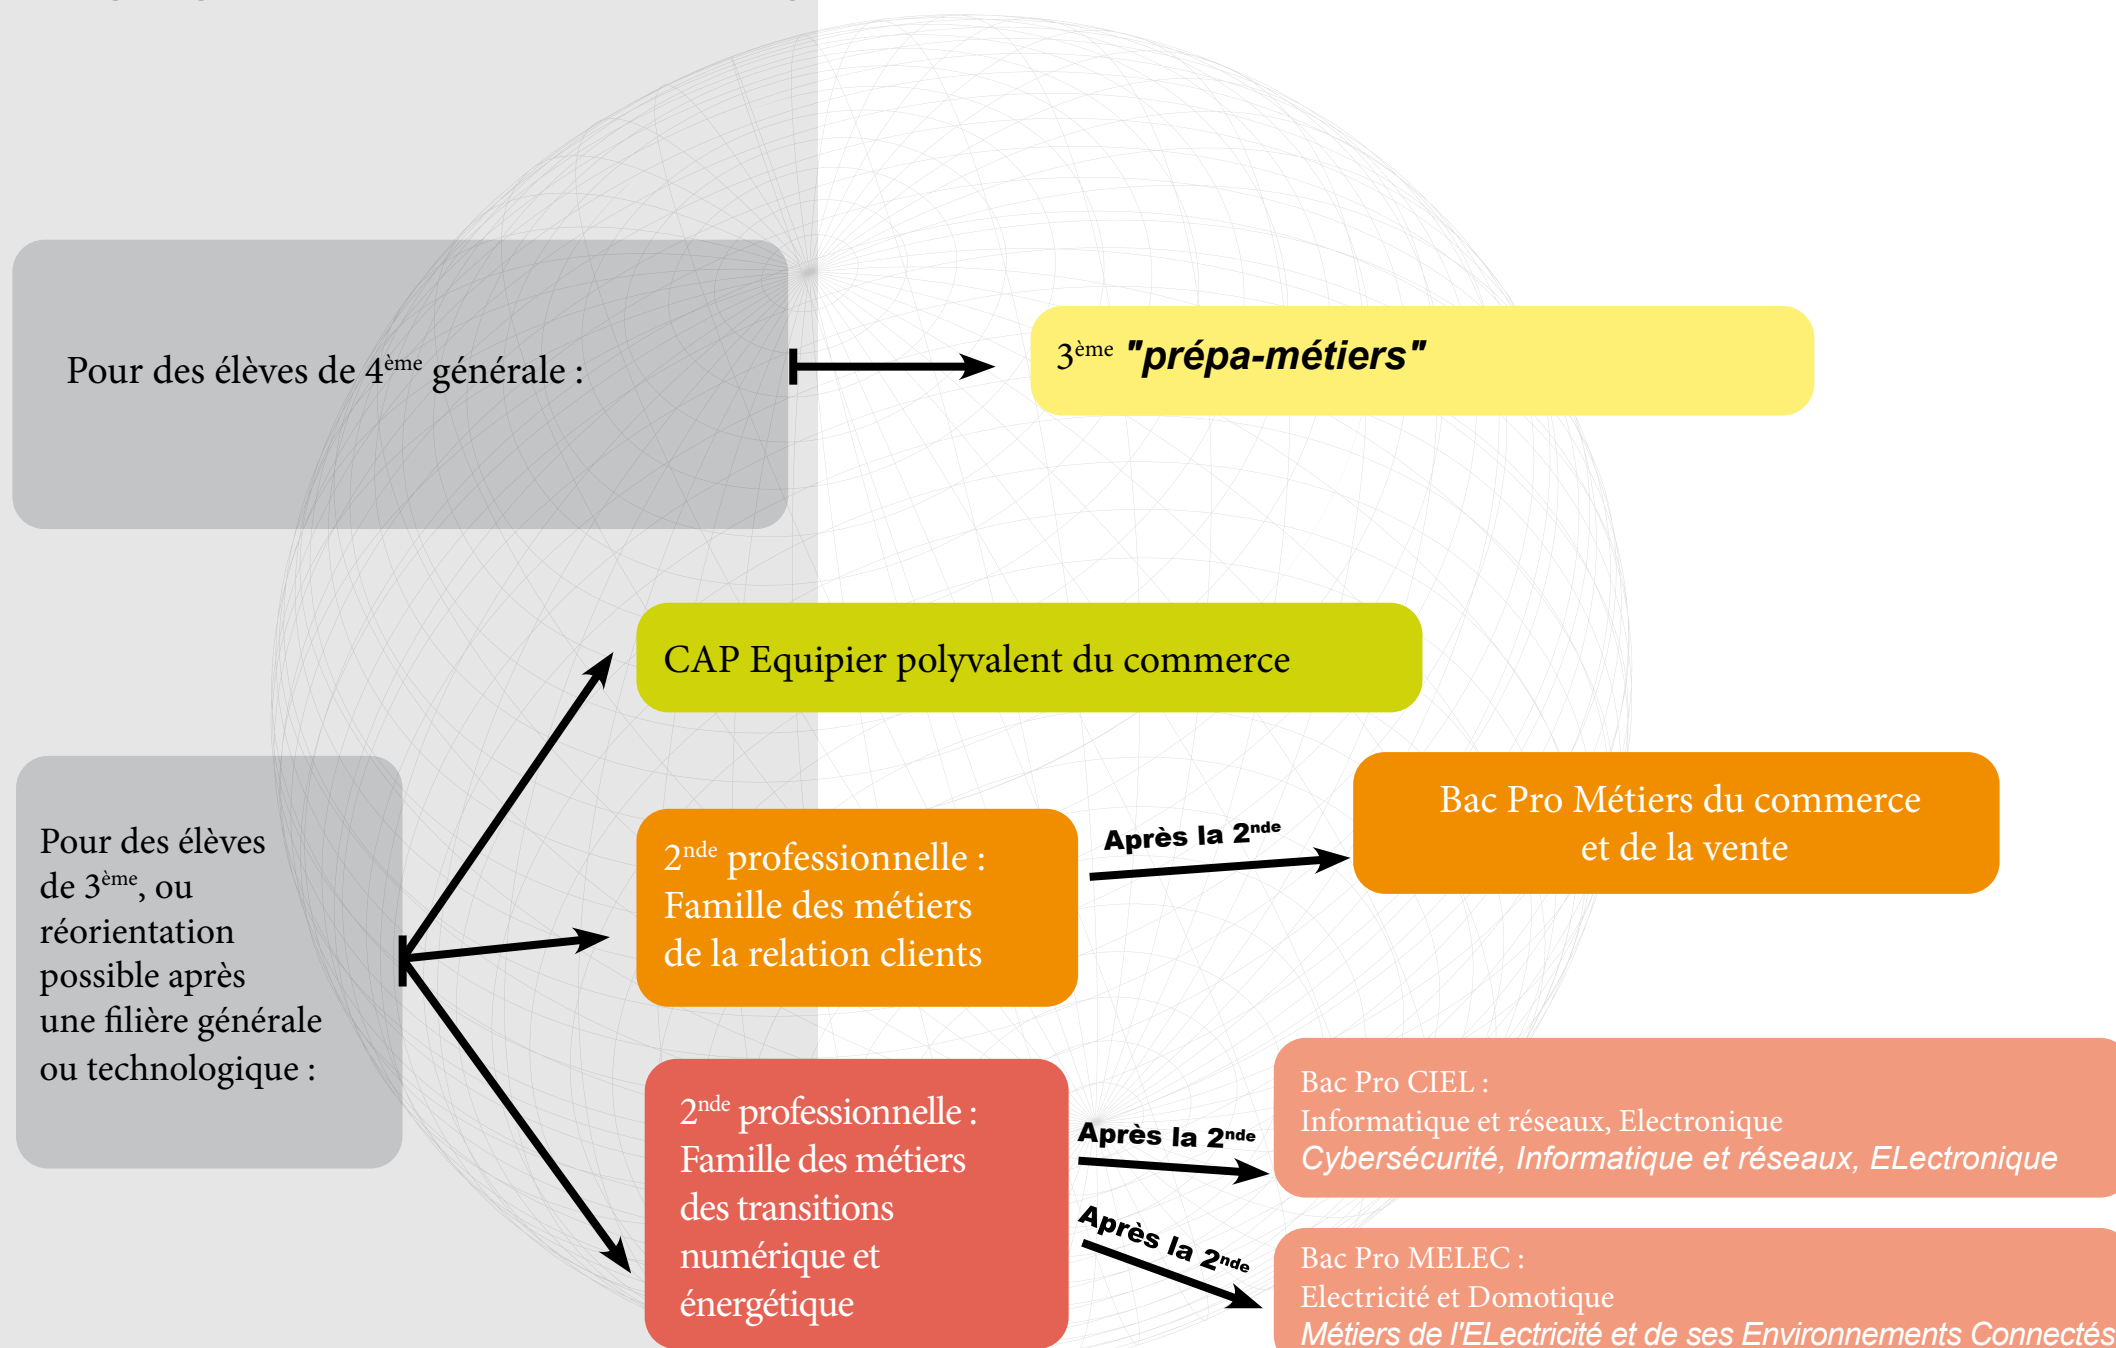 Pour des élèves de 4ème générale :
3ème "prépa-métiers"
CAP Equipier polyvalent du commerce
Pour des élèves
de 3ème, ou
réorientation
possible après
une filière générale
ou technologique :
2nde professionnelle :
Famille des métiers
de la relation clients
Après la 2nde
Bac Pro Métiers du commerce
et de la vente
2nde professionnelle :
Famille des métiers
des transitions
numérique et
énergétique
Après la 2nde
Bac Pro CIEL :
Informatique et réseaux, Electronique
Cybersécurité, Informatique et réseaux, ELectronique
Après la 2nde
Bac Pro MELEC :
Electricité et Domotique
Métiers de l'ELectricité et de ses Environnements Connectés